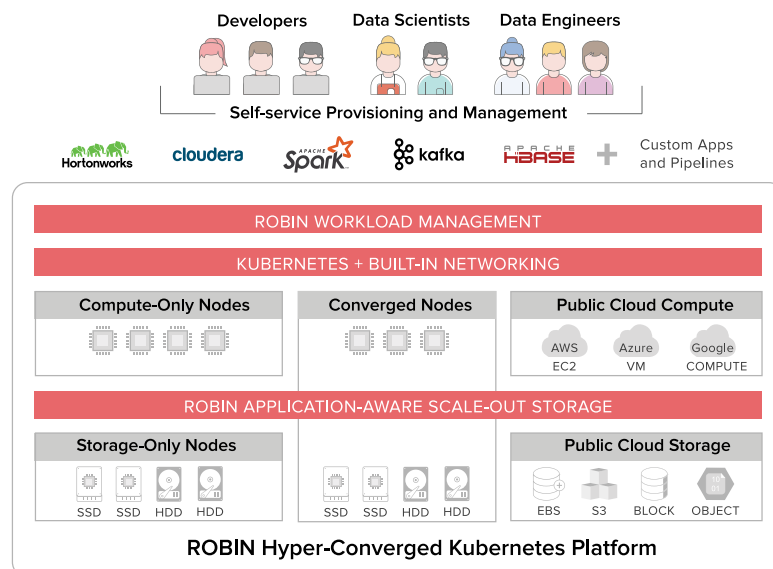 Developers
Data Scientists
Data Engineers
Self-service Provisioning and Management
Hortonworks
cloudera
APACHE
Spark
kafka
APACHE
HBASE
+
Custom Apps
and Pipelines
ROBIN WORKLOAD MANAGEMENT
KUBERNETES + BUILT-IN NETWORKING
Compute-Only Nodes
Converged Nodes
Public Cloud Compute
AWS
EC2
Azure
VM
Google
COMPUTE
ROBIN APPLICATION-AWARE SCALE-OUT STORAGE
Storage-Only Nodes
Public Cloud Storage
SSD
SSD
HDD
HDD
SSD
SSD
HDD
HDD
EBS
S3
BLOCK
10
01
OBJECT
ROBIN Hyper-Converged Kubernetes Platform